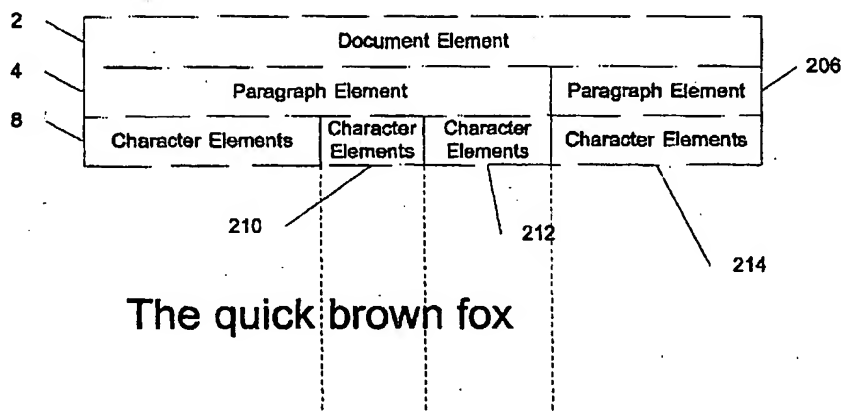 2
Document Element
4
Paragraph Element
Paragraph Element
206
8
Character Elements
Character
Elements
Character
Elements
Character Elements
210
212
214
The quick brown fox